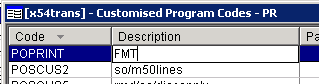 [x54trans] - Customised Program Codes - PR
Code Description Pa
POPRINT FMT
POSCUS2 so/m50lines